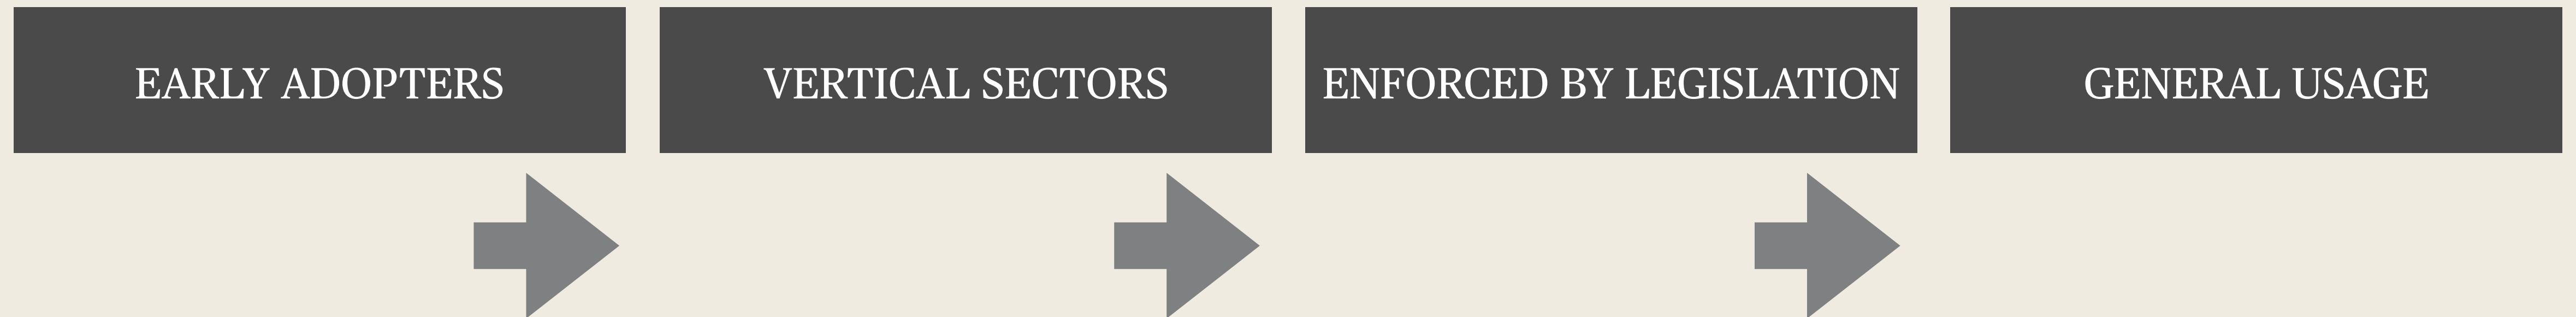 EARLY ADOPTERS
VERTICAL SECTORS
ENFORCED BY LEGISLATION
GENERAL USAGE